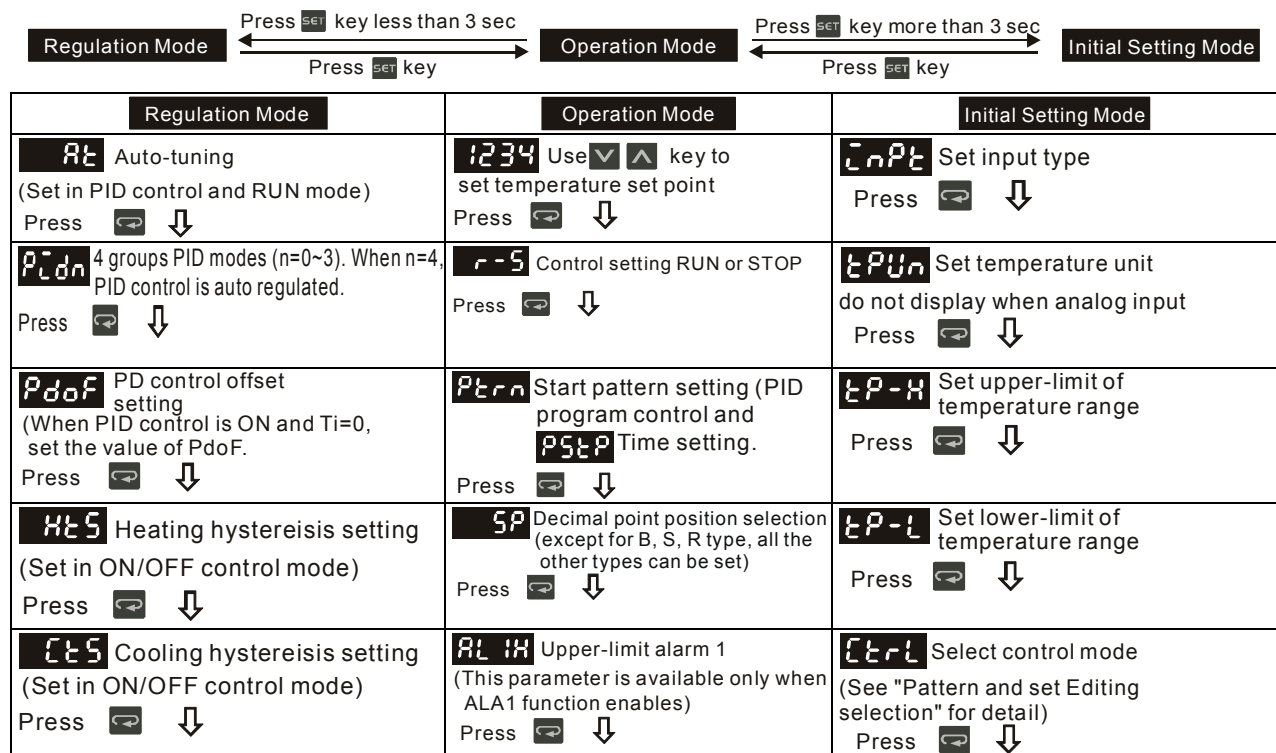 Press SET key less than 3 sec
Press SET key more than 3 sec
Regulation Mode
Operation Mode
Initial Setting Mode
Press SET key
Press SET key
Regulation Mode
Operation Mode
Initial Setting Mode
At Auto-tuning
(Set in PID control and RUN mode)
Press
1234 Use key to
set temperature set point
Press
inPt Set input type
Press
Pidn 4 groups PID modes (n=0~3). When n=4,
PID control is auto regulated.
Press
r-S Control setting RUN or STOP
Press
tPUn Set temperature unit
do not display when analog input
Press
PdoF PD control offset
setting
(When PID control is ON and Ti=0,
set the value of PdoF.
Press
Ptrn Start pattern setting (PID
program control and
PStP Time setting.
Press
tP-H Set upper-limit of
temperature range
Press
HtS Heating hystereisis setting
(Set in ON/OFF control mode)
Press
SP Decimal point position selection
(except for B, S, R type, all the
other types can be set)
Press
tP-L Set lower-limit of
temperature range
Press
CtS Cooling hystereisis setting
(Set in ON/OFF control mode)
Press
AL1H Upper-limit alarm 1
(This parameter is available only when
ALA1 function enables)
Press
CtrL Select control mode
(See "Pattern and set Editing
selection" for detail)
Press